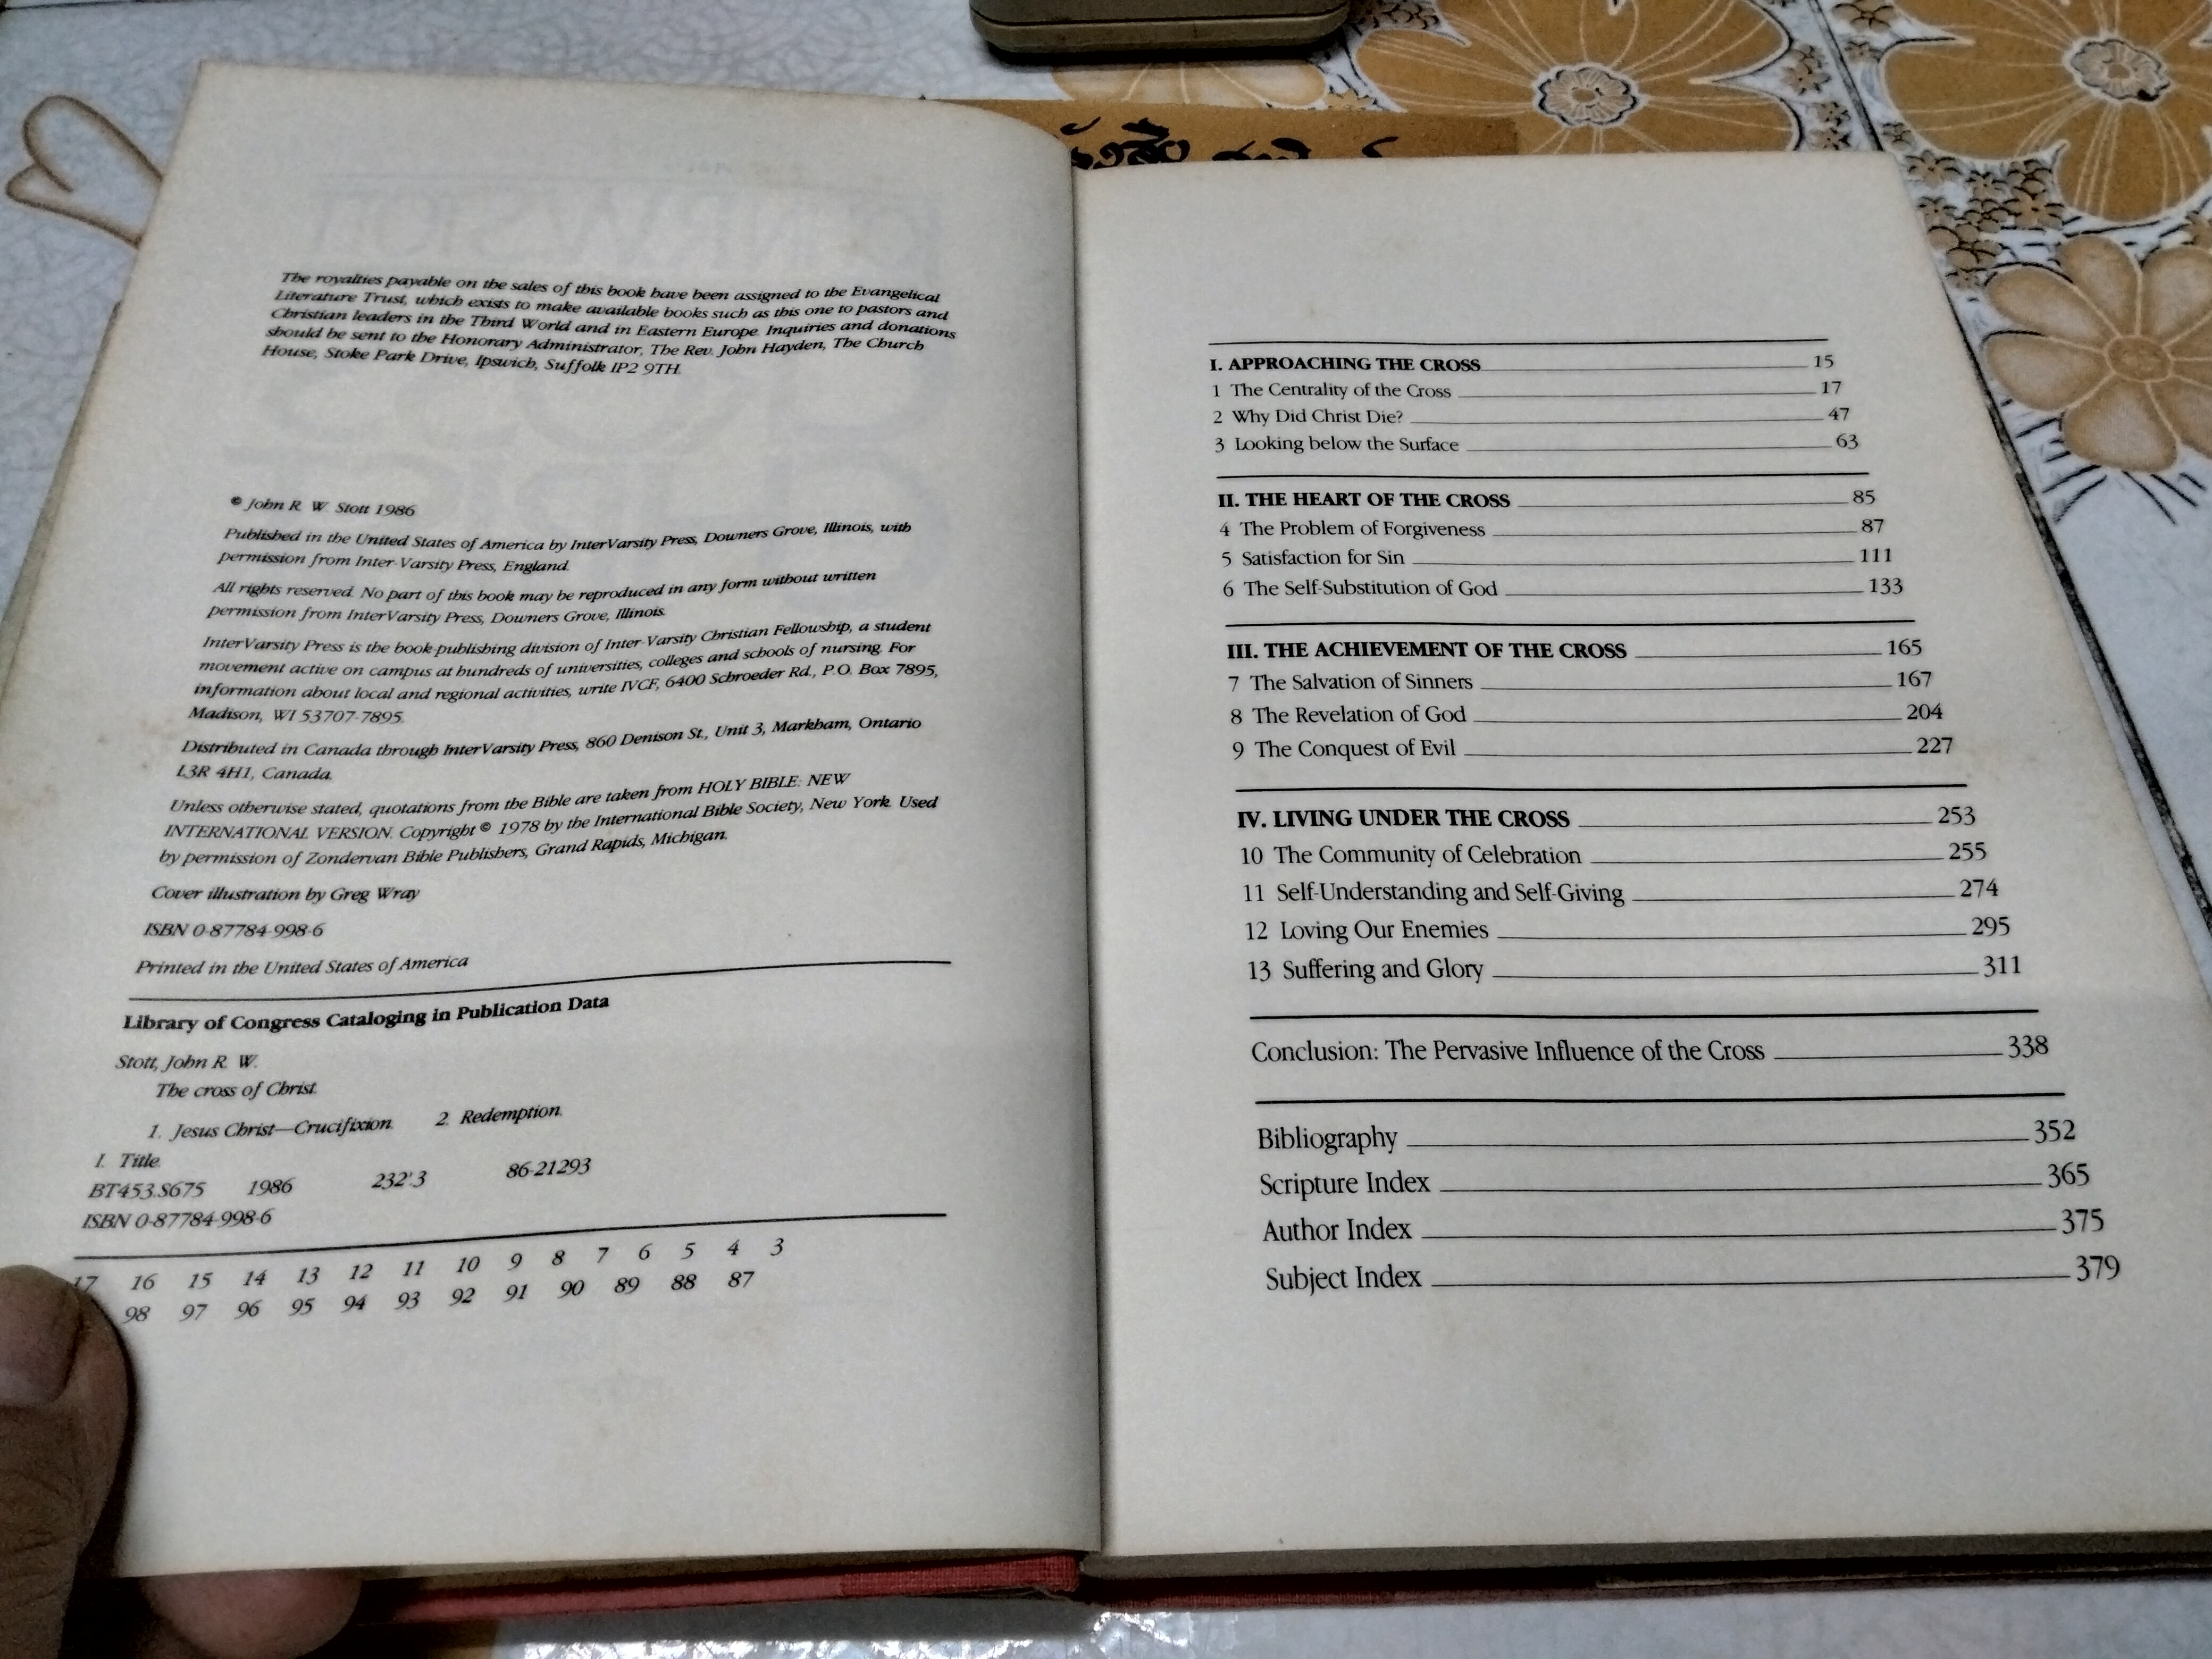 The royalties payable on the sales of this book have been assigned to the Evangelical
Literature Trust, which exists to make available books such as this one to pastors and
Christian leaders in the Third World and in Eastern Europe. Inquiries and donations
should be sent to the Honorary Administrator, The Rev. John Hayden, The Church
House, Stoke Park Drive, Ipswich, Suffolk IP2 9TH.
© John R. W. Stott 1986
Published in the United States of America by InterVarsity Press, Downers Grove, Illinois, with
permission from Inter-Varsity Press, England.
All rights reserved. No part of this book may be reproduced in any form without written
permission from InterVarsity Press, Downers Grove, Illinois.
InterVarsity Press is the book-publishing division of Inter-Varsity Christian Fellowship, a student
movement active on campus at hundreds of universities, colleges and schools of nursing. For
information about local and regional activities, write IVCF, 6400 Schroeder Rd., P.O. Box 7895,
Madison, WI 53707-7895.
Distributed in Canada through InterVarsity Press, 860 Denison St., Unit 3, Markham, Ontario
L3R 4H1, Canada.
Unless otherwise stated, quotations from the Bible are taken from HOLY BIBLE: NEW
INTERNATIONAL VERSION. Copyright © 1978 by the International Bible Society, New York. Used
by permission of Zondervan Bible Publishers, Grand Rapids, Michigan.
Cover illustration by Greg Wray
ISBN 0-87784-998-6
Printed in the United States of America
Library of Congress Cataloging in Publication Data
Stott, John R. W.
The cross of Christ.
1. Jesus Christ—Crucifixion. 2. Redemption.
I. Title.
BT453.S675 1986 232'.3 86-21293
ISBN 0-87784-998-6
17 16 15 14 13 12 11 10 9 8 7 6 5 4 3
98 97 96 95 94 93 92 91 90 89 88 87
I. APPROACHING THE CROSS 15
1 The Centrality of the Cross 17
2 Why Did Christ Die? 47
3 Looking below the Surface 63
II. THE HEART OF THE CROSS 85
4 The Problem of Forgiveness 87
5 Satisfaction for Sin 111
6 The Self-Substitution of God 133
III. THE ACHIEVEMENT OF THE CROSS 165
7 The Salvation of Sinners 167
8 The Revelation of God 204
9 The Conquest of Evil 227
IV. LIVING UNDER THE CROSS 253
10 The Community of Celebration 255
11 Self-Understanding and Self-Giving 274
12 Loving Our Enemies 295
13 Suffering and Glory 311
Conclusion: The Pervasive Influence of the Cross 338
Bibliography 352
Scripture Index 365
Author Index 375
Subject Index 379